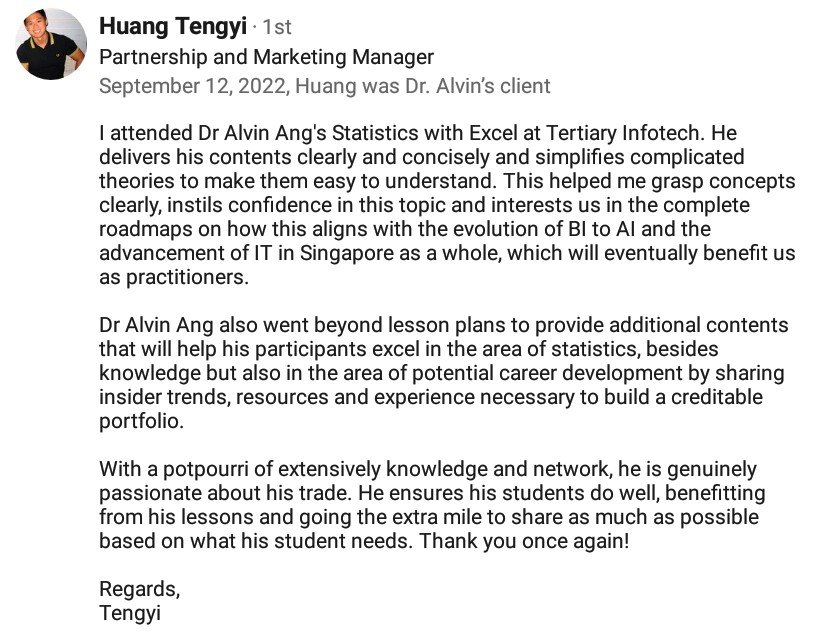 Huang Tengyi · 1st
Partnership and Marketing Manager
September 12, 2022, Huang was Dr. Alvin’s client
I attended Dr Alvin Ang's Statistics with Excel at Tertiary Infotech. He
delivers his contents clearly and concisely and simplifies complicated
theories to make them easy to understand. This helped me grasp concepts
clearly, instils confidence in this topic and interests us in the complete
roadmaps on how this aligns with the evolution of BI to AI and the
advancement of IT in Singapore as a whole, which will eventually benefit us
as practitioners.
Dr Alvin Ang also went beyond lesson plans to provide additional contents
that will help his participants excel in the area of statistics, besides
knowledge but also in the area of potential career development by sharing
insider trends, resources and experience necessary to build a creditable
portfolio.
With a potpourri of extensively knowledge and network, he is genuinely
passionate about his trade. He ensures his students do well, benefitting
from his lessons and going the extra mile to share as much as possible
based on what his student needs. Thank you once again!
Regards,
Tengyi